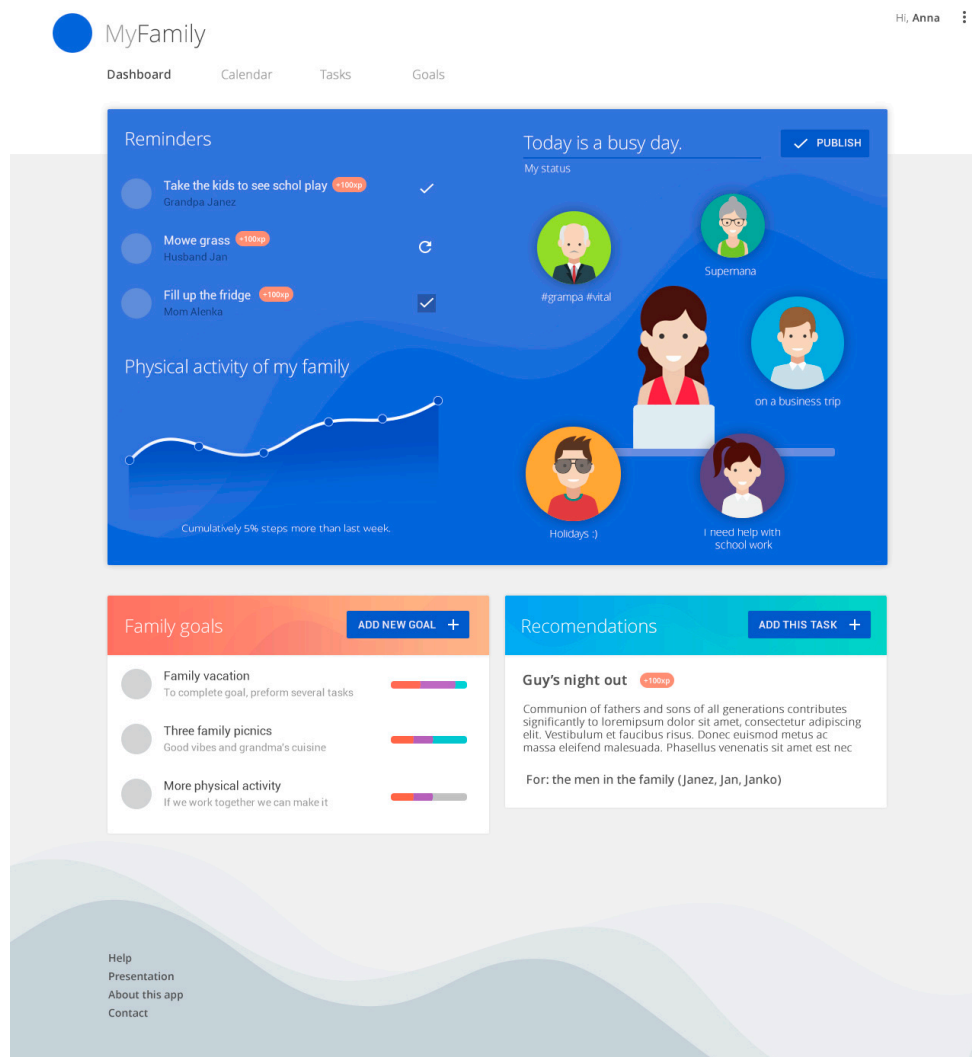 MyFamily
Hi, Anna
Dashboard
Calendar
Tasks
Goals
Reminders
Take the kids to see schol play +100xp
Grandpa Janez
Mowe grass +100xp
Husband Jan
Fill up the fridge +100xp
Mom Alenka
Physical activity of my family
Cumulatively 5% steps more than last week.
Today is a busy day.
PUBLISH
My status
#grampa #vital
Supernana
on a business trip
Holidays :)
I need help with
school work
Family goals
ADD NEW GOAL +
Family vacation
To complete goal, preform several tasks
Three family picnics
Good vibes and grandma's cuisine
More physical activity
If we work together we can make it
Recomendations
ADD THIS TASK +
Guy's night out +100xp
Communion of fathers and sons of all generations contributes
significantly to loremipsum dolor sit amet, consectetur adipiscing
elit. Vestibulum et faucibus risus. Donec euismod metus ac
massa eleifend malesuada. Phasellus venenatis sit amet est nec
For: the men in the family (Janez, Jan, Janko)
Help
Presentation
About this app
Contact